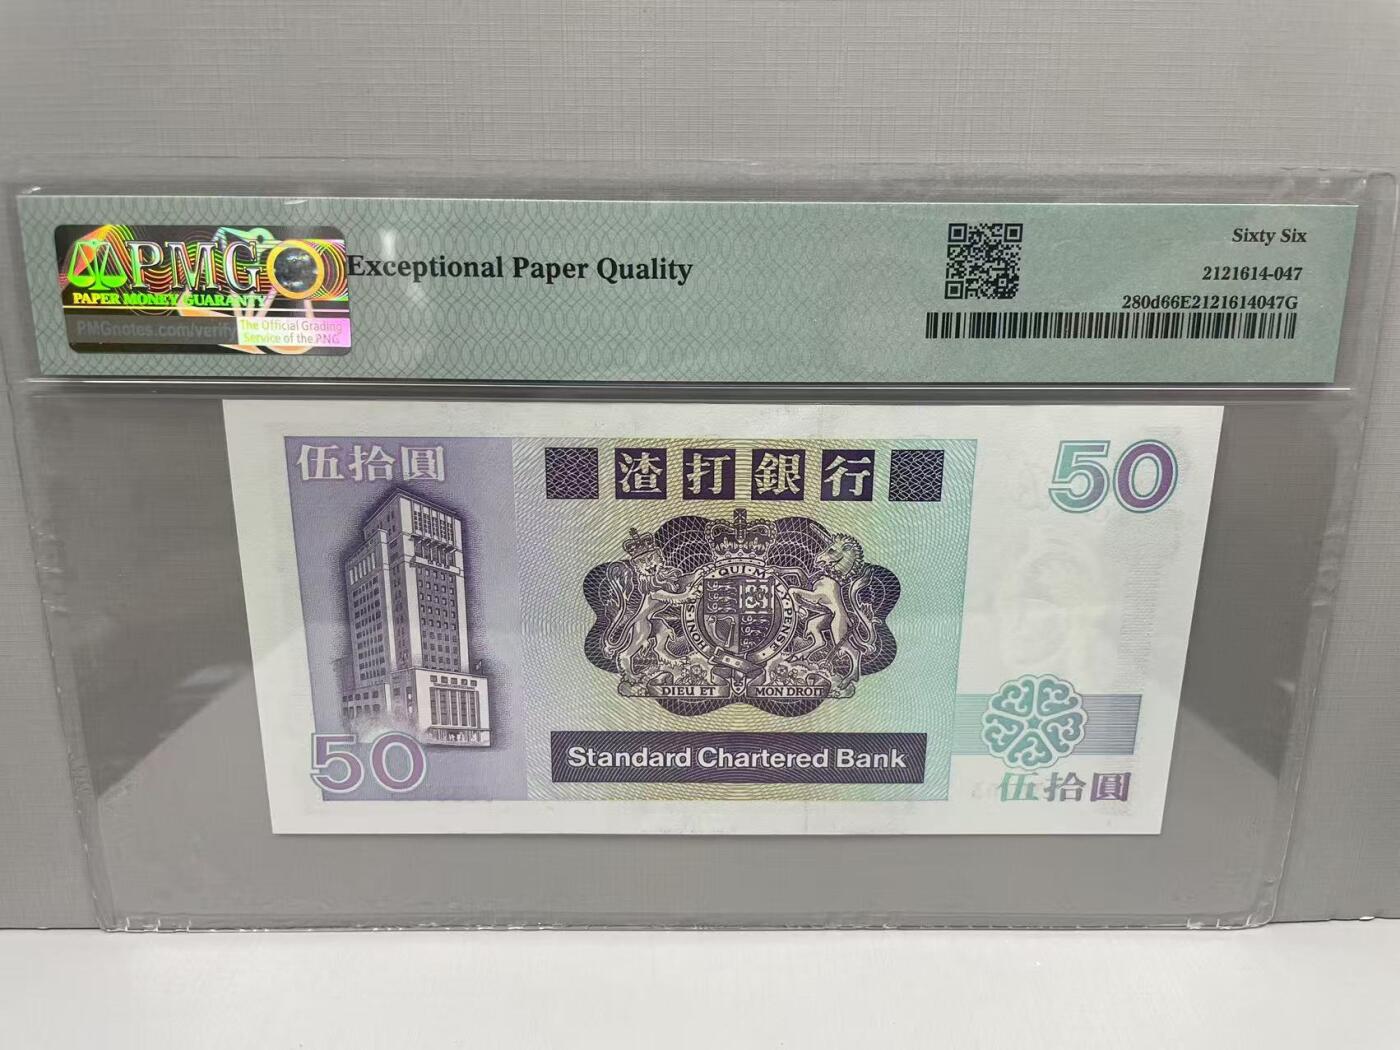 PMG
PAPER MONEY GUARANTY
PMGnotes.com/verify
The Official Grading
Service of the PNG
Exceptional Paper Quality
Sixty Six
2121614-047
280d66E2121614047G
伍拾圓
渣打銀行
50
QUI·M
HONI·S
Y·PENSE
DIEU ET MON DROIT
50
Standard Chartered Bank
伍拾圓